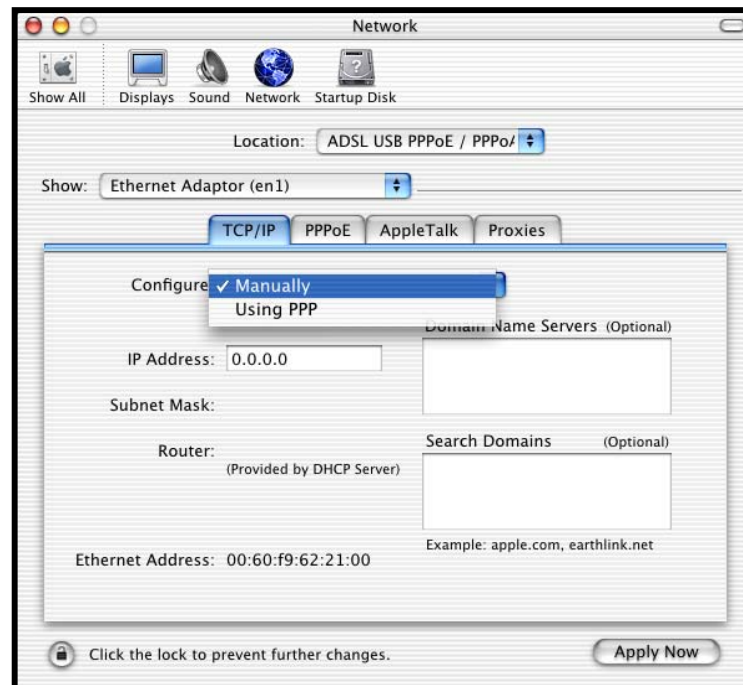 Network
Show All
Displays
Sound
Network
Startup Disk
Location: ADSL USB PPPoE / PPPoA
Show: Ethernet Adaptor (en1)
TCP/IP
PPPoE
AppleTalk
Proxies
Configure
✓ Manually
Using PPP
Domain Name Servers (Optional)
IP Address: 0.0.0.0
Subnet Mask:
Router:
(Provided by DHCP Server)
Search Domains (Optional)
Example: apple.com, earthlink.net
Ethernet Address: 00:60:f9:62:21:00
Click the lock to prevent further changes.
Apply Now